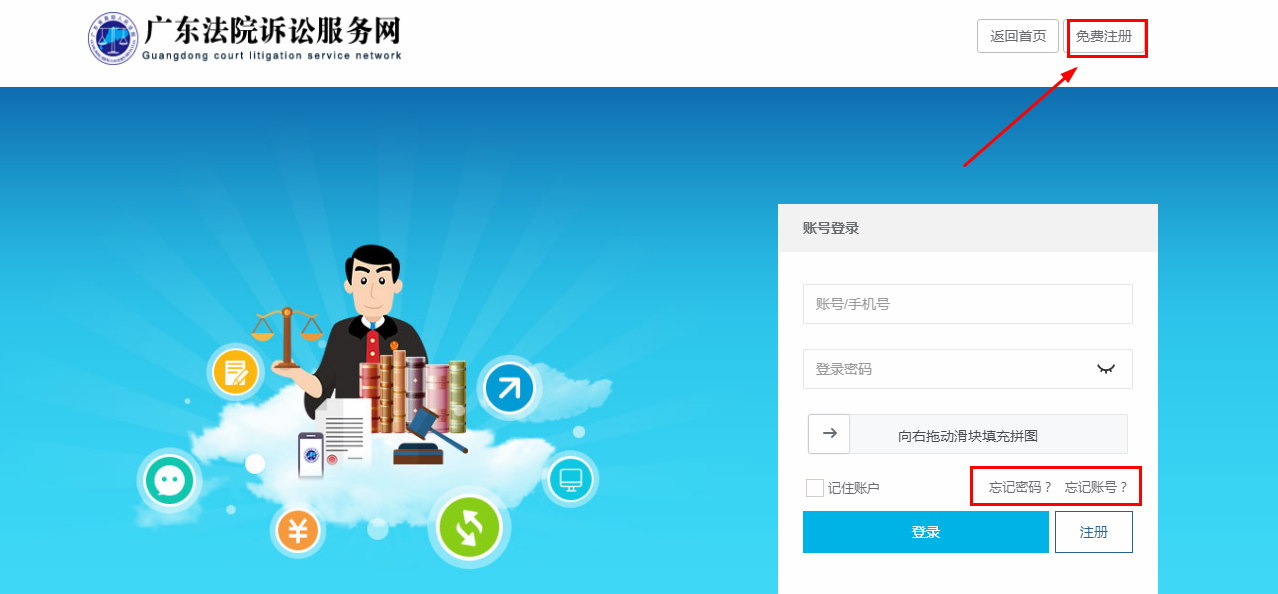 广东法院诉讼服务网
Guangdong court litigation service network
返回首页 免费注册
账号登录
账号/手机号
登录密码
向右拖动滑块填充拼图
记住账户 忘记密码？ 忘记账号？
登录 注册